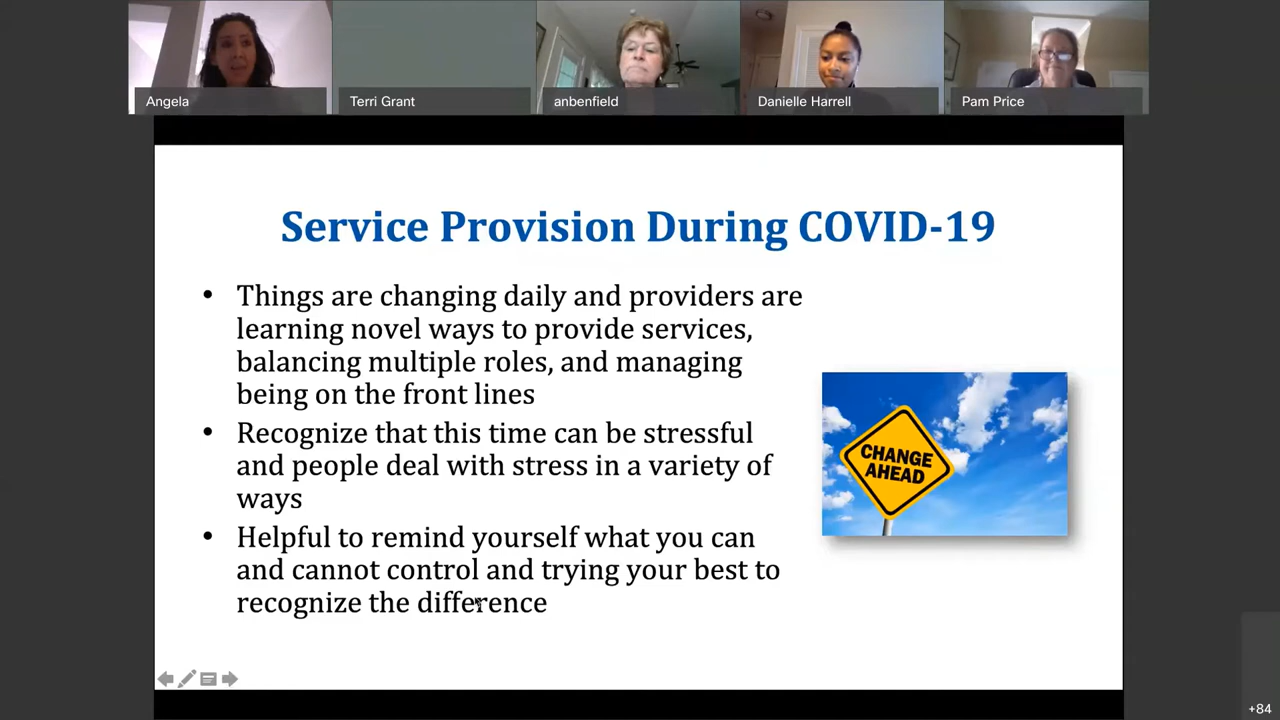 Angela
Terri Grant
anbenfield
Danielle Harrell
Pam Price
Service Provision During COVID-19
• Things are changing daily and providers are
learning novel ways to provide services,
balancing multiple roles, and managing
being on the front lines
• Recognize that this time can be stressful
and people deal with stress in a variety of
ways
• Helpful to remind yourself what you can
and cannot control and trying your best to
recognize the difference
CHANGE
AHEAD
+84